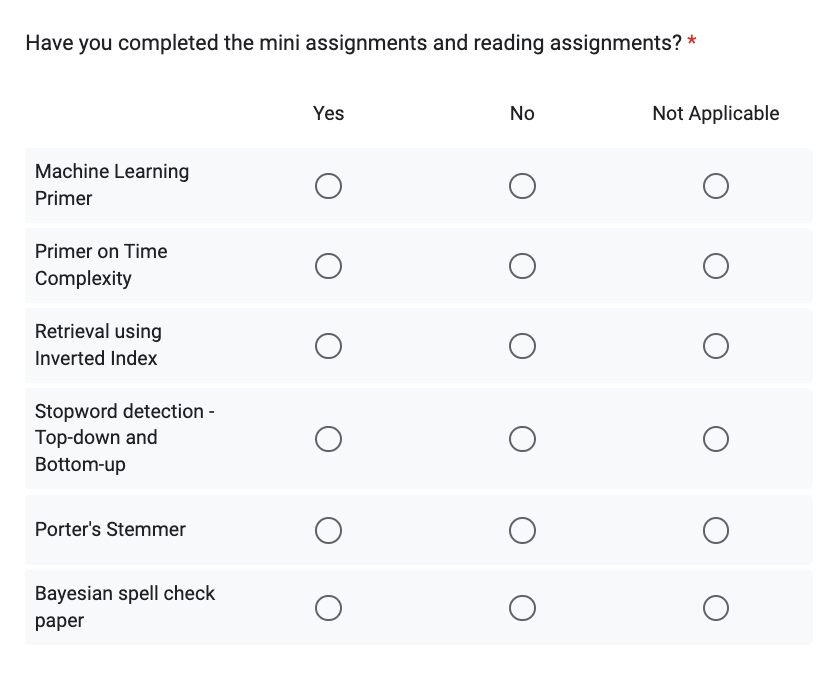 Have you completed the mini assignments and reading assignments? *
Yes No Not Applicable
Machine Learning
Primer
Primer on Time
Complexity
Retrieval using
Inverted Index
Stopword detection -
Top-down and
Bottom-up
Porter's Stemmer
Bayesian spell check
paper